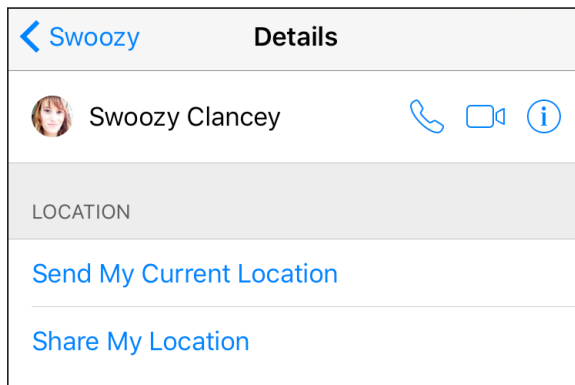 Swoozy Details
Swoozy Clancey
LOCATION
Send My Current Location
Share My Location